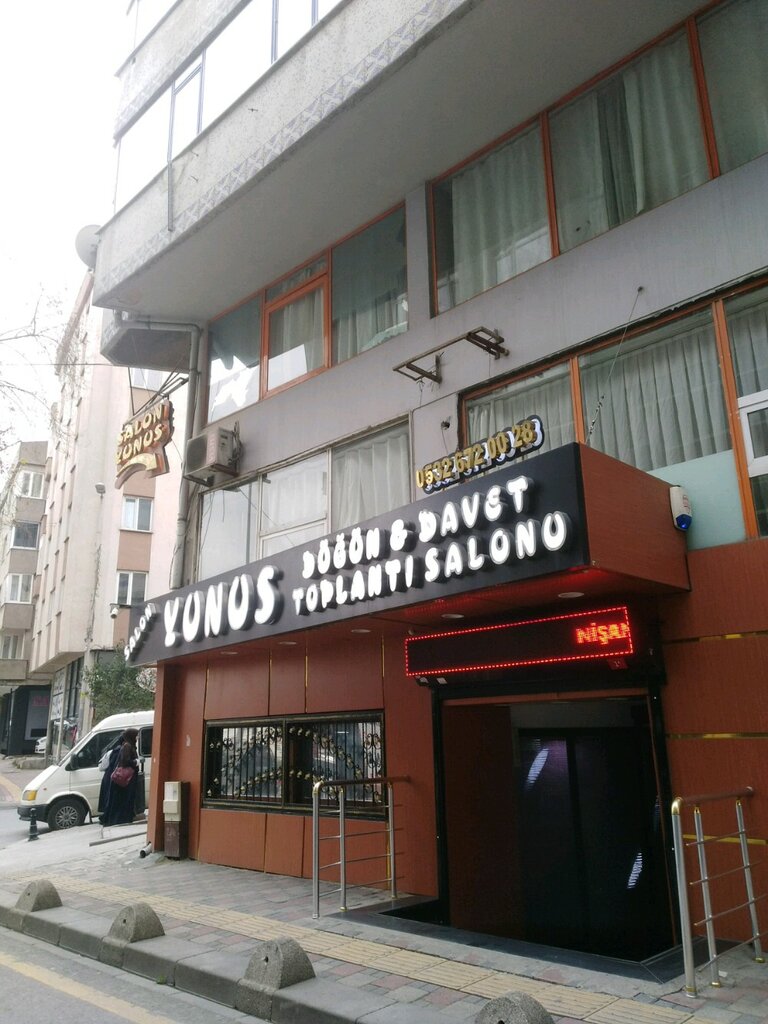 SALON
YUNUS
0532 672 00 28
SALON
YUNUS
DÜĞÜN & DAVET
TOPLANTI SALONU
NİŞAN